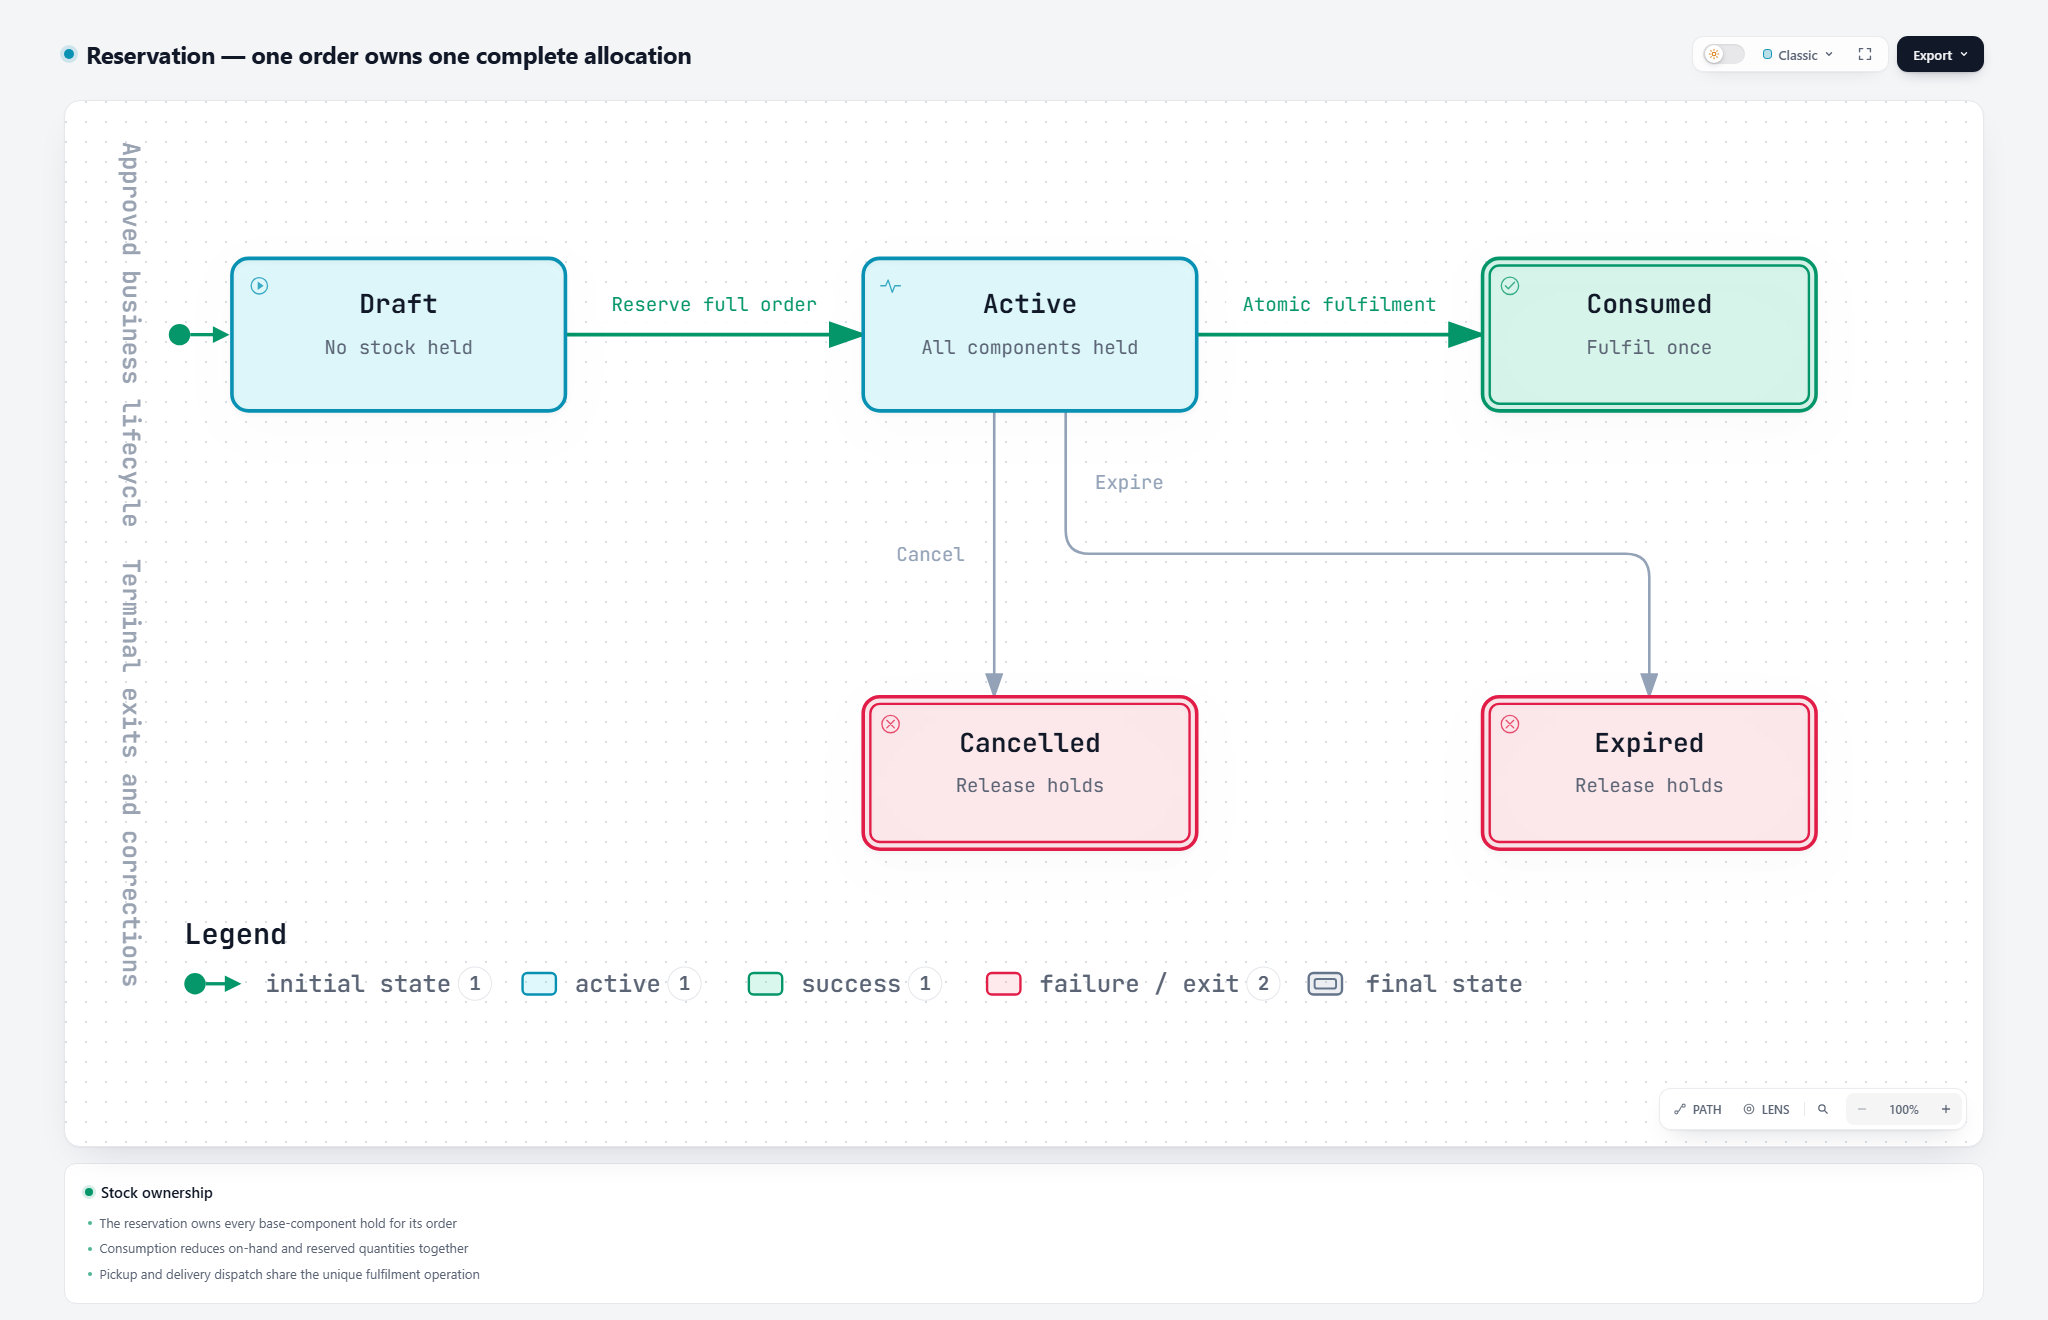 Reservation — one order owns one complete allocation
Classic
Export
Approved business lifecycle
Terminal exits and corrections
Draft
No stock held
Reserve full order
Active
All components held
Atomic fulfilment
Consumed
Fulfil once
Expire
Cancel
Cancelled
Release holds
Expired
Release holds
Legend
initial state 1 active 1 success 1 failure / exit 2 final state
PATH LENS 100%
Stock ownership
The reservation owns every base-component hold for its order
Consumption reduces on-hand and reserved quantities together
Pickup and delivery dispatch share the unique fulfilment operation